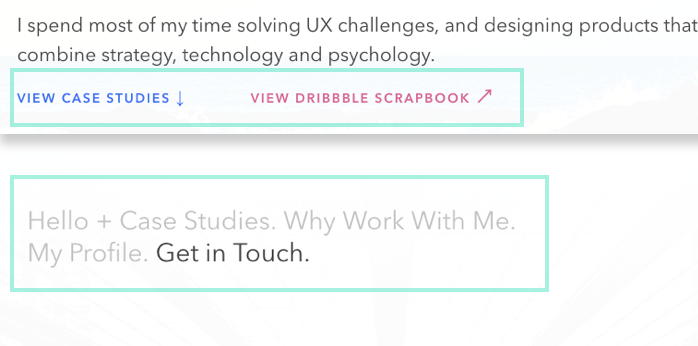 I spend most of my time solving UX challenges, and designing products that
combine strategy, technology and psychology.
VIEW CASE STUDIES ↓ VIEW DRIBBBLE SCRAPBOOK ↗
Hello + Case Studies. Why Work With Me.
My Profile. Get in Touch.